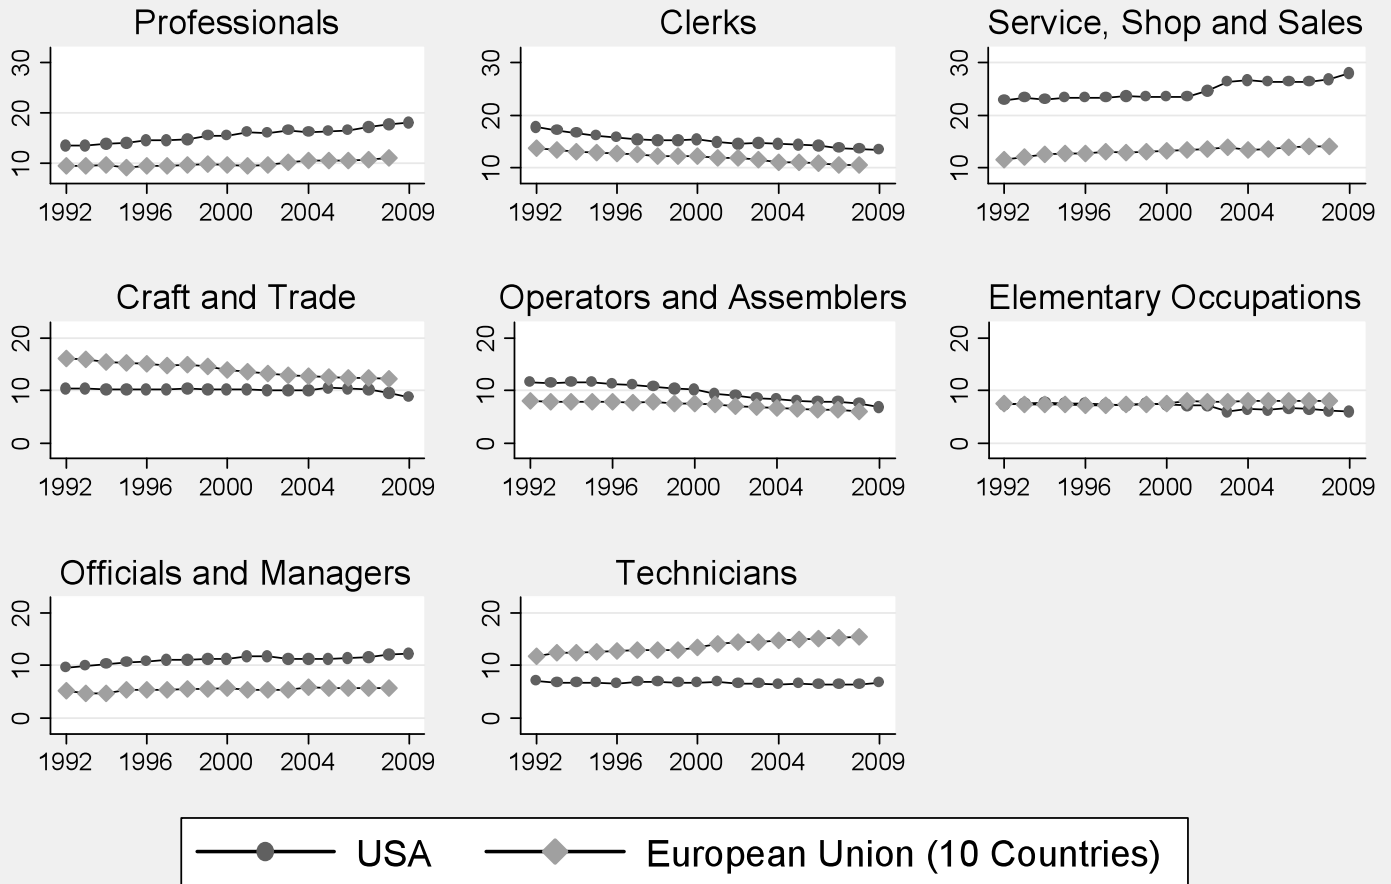 Professionals
Clerks
Service, Shop and Sales
30
20
10
1992 1996 2000 2004 2009
30
20
10
1992 1996 2000 2004 2009
30
20
10
1992 1996 2000 2004 2009
Craft and Trade
Operators and Assemblers
Elementary Occupations
20
10
0
1992 1996 2000 2004 2009
20
10
0
1992 1996 2000 2004 2009
20
10
0
1992 1996 2000 2004 2009
Officials and Managers
Technicians
20
10
0
1992 1996 2000 2004 2009
20
10
0
1992 1996 2000 2004 2009
USA
European Union (10 Countries)